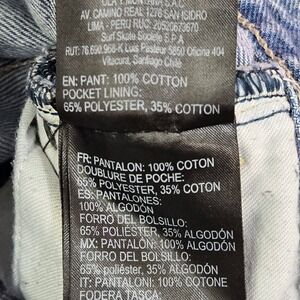 AV. CAMINO REAL 1278 SAN ISIDRO
LIMA - PERU RUC: 20523673670
Surf Skate Society S.P.A
RUT: 76.690.968-K Luis Pasteur 5850 Oficina 404
Vitacura, Santiago Chile
EN: PANT: 100% COTTON
POCKET LINING:
65% POLYESTER, 35% COTTON
FR: PANTALON: 100% COTON
DOUBLURE DE POCHE:
65% POLYESTER, 35% COTON
ES: PANTALONES:
100% ALGODÓN
FORRO DEL BOLSILLO:
65% POLIÉSTER, 35% ALGODÓN
MX: PANTALÓN: 100% ALGODÓN
FORRO DEL BOLSILLO:
65% poliéster, 35% ALGODÓN
IT: PANTALONI: 100% COTONE
FODERA TASCA: